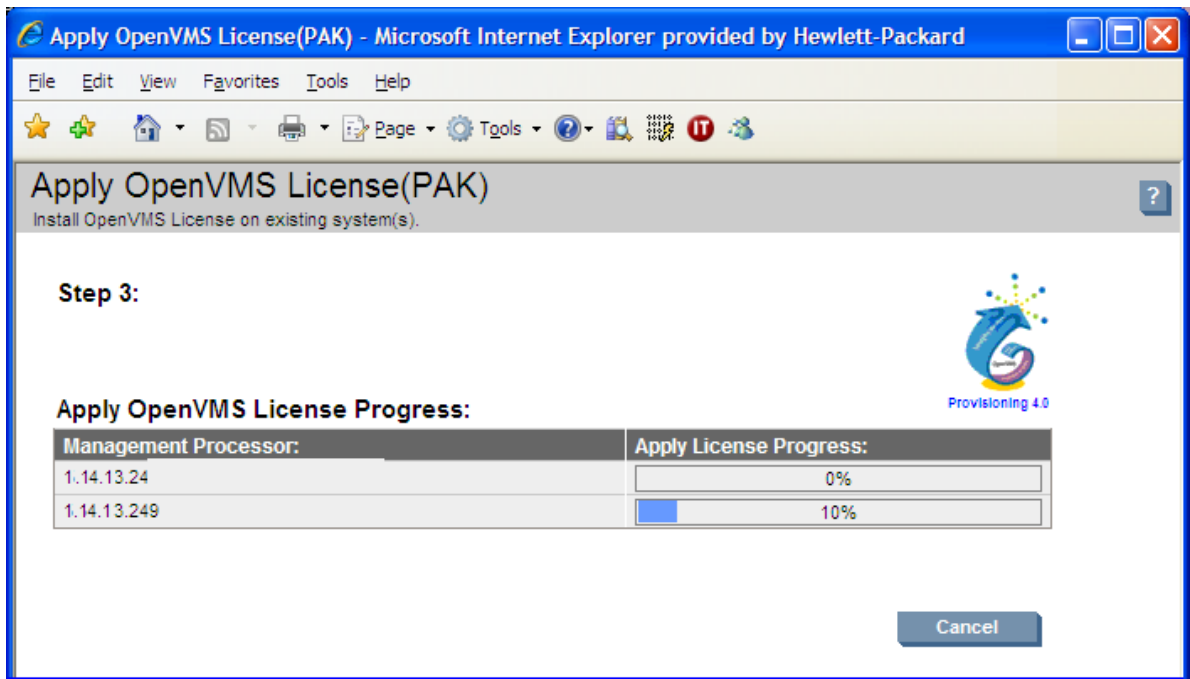 Apply OpenVMS License(PAK) - Microsoft Internet Explorer provided by Hewlett-Packard
File Edit View Favorites Tools Help
Page Tools
Apply OpenVMS License(PAK)
?
Install OpenVMS License on existing system(s).
Step 3:
Provisioning 4.0
Apply OpenVMS License Progress:
Management Processor: Apply License Progress:
1.14.13.24 0%
1.14.13.249 10%
Cancel